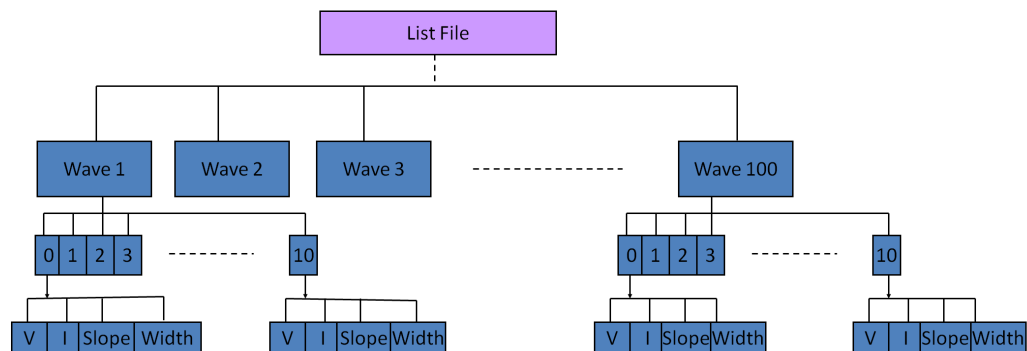 List File
Wave 1 Wave 2 Wave 3 Wave 100
0 1 2 3 10 0 1 2 3 10
V I Slope Width V I Slope Width V I Slope Width V I Slope Width